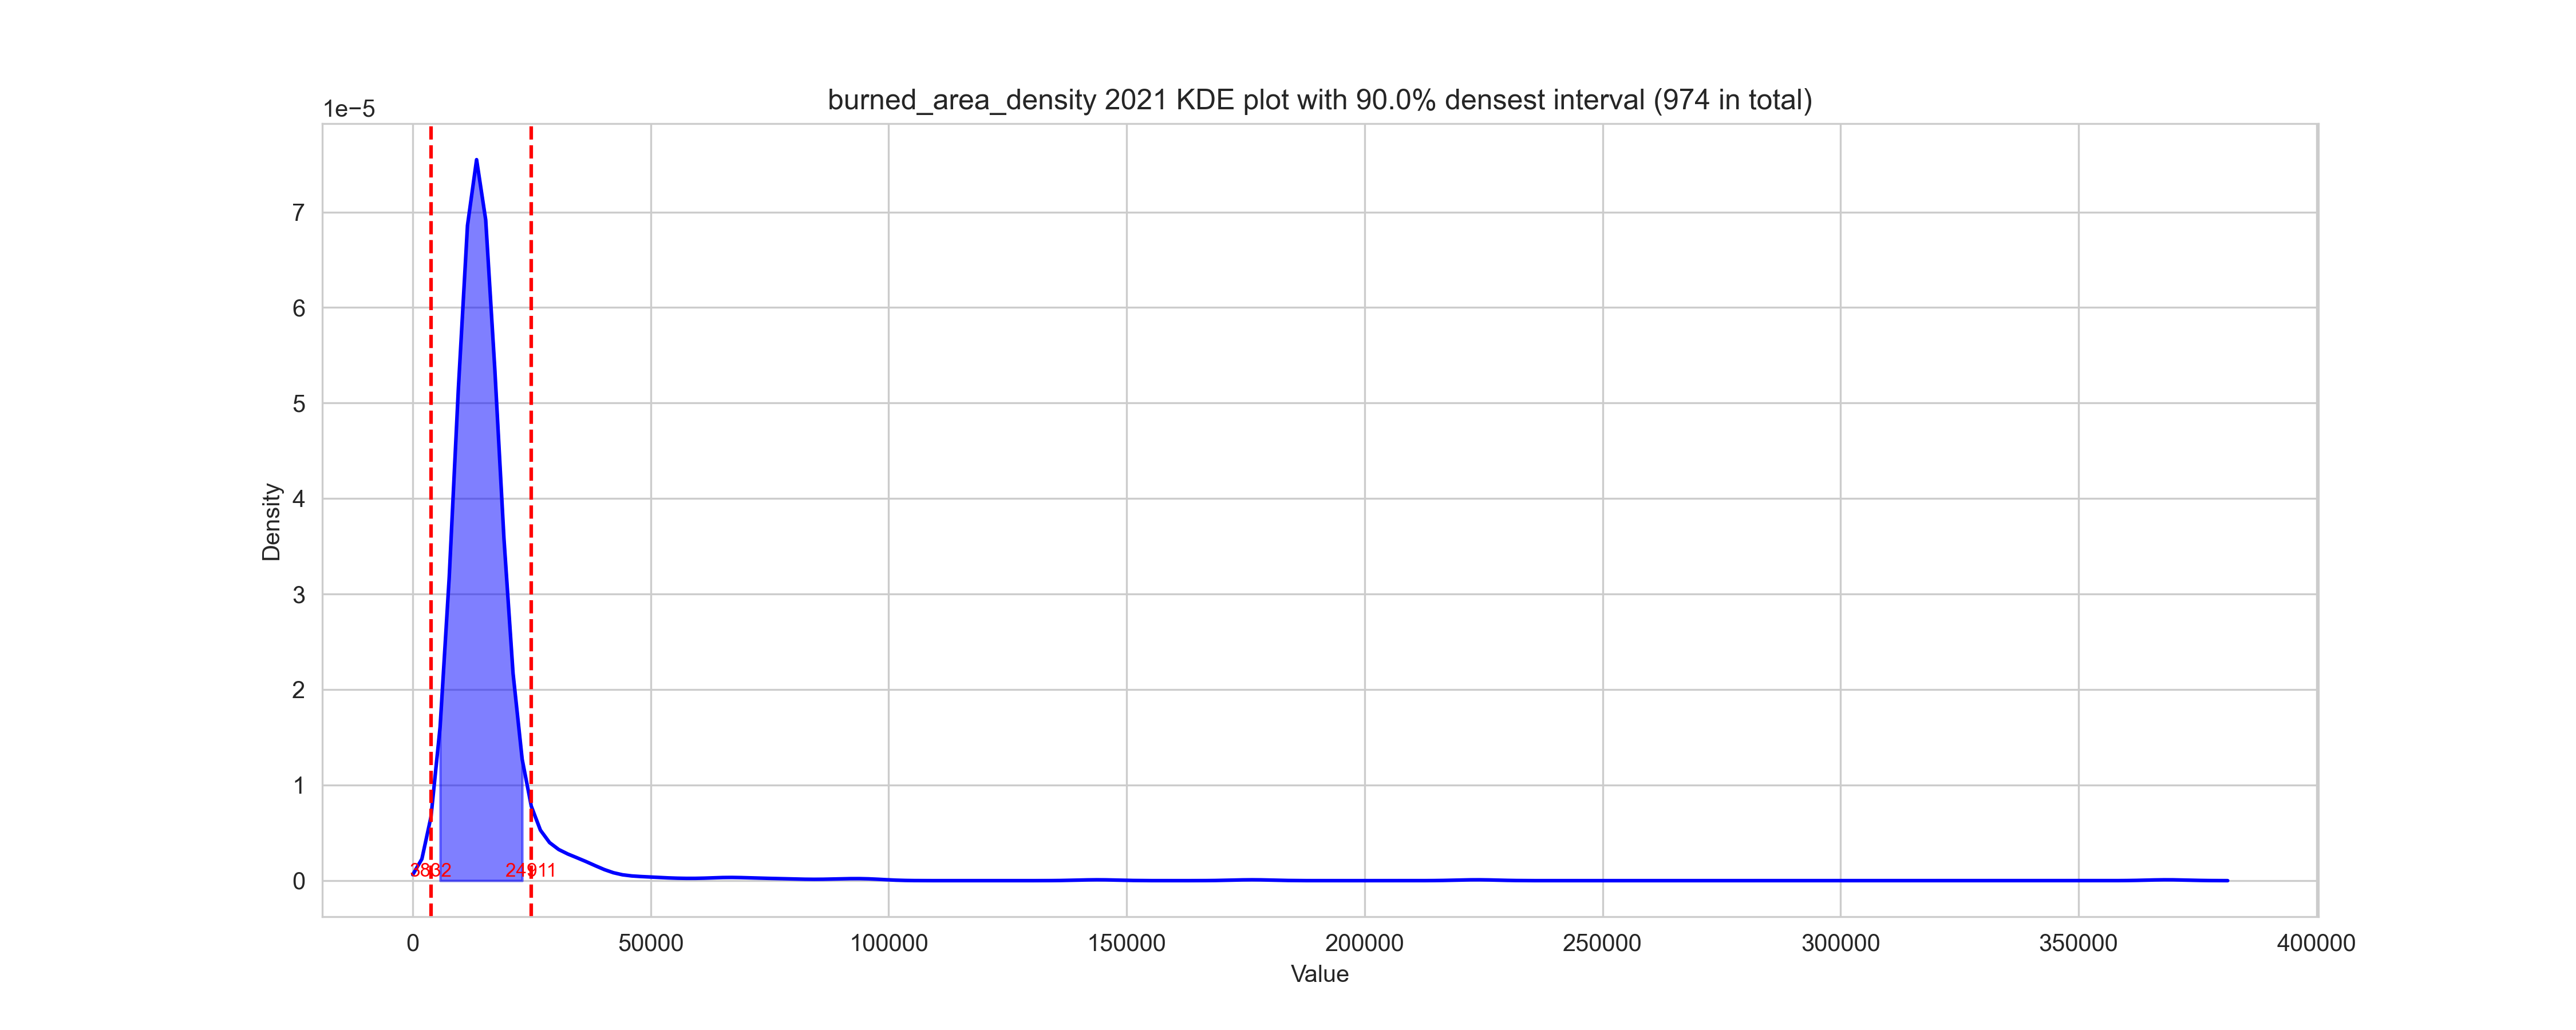 burned_area_density 2021 KDE plot with 90.0% densest interval (974 in total)
1e−5
7
6
5
4
3
2
1
0
Density
3832
24911
0 50000 100000 150000 200000 250000 300000 350000 400000
Value